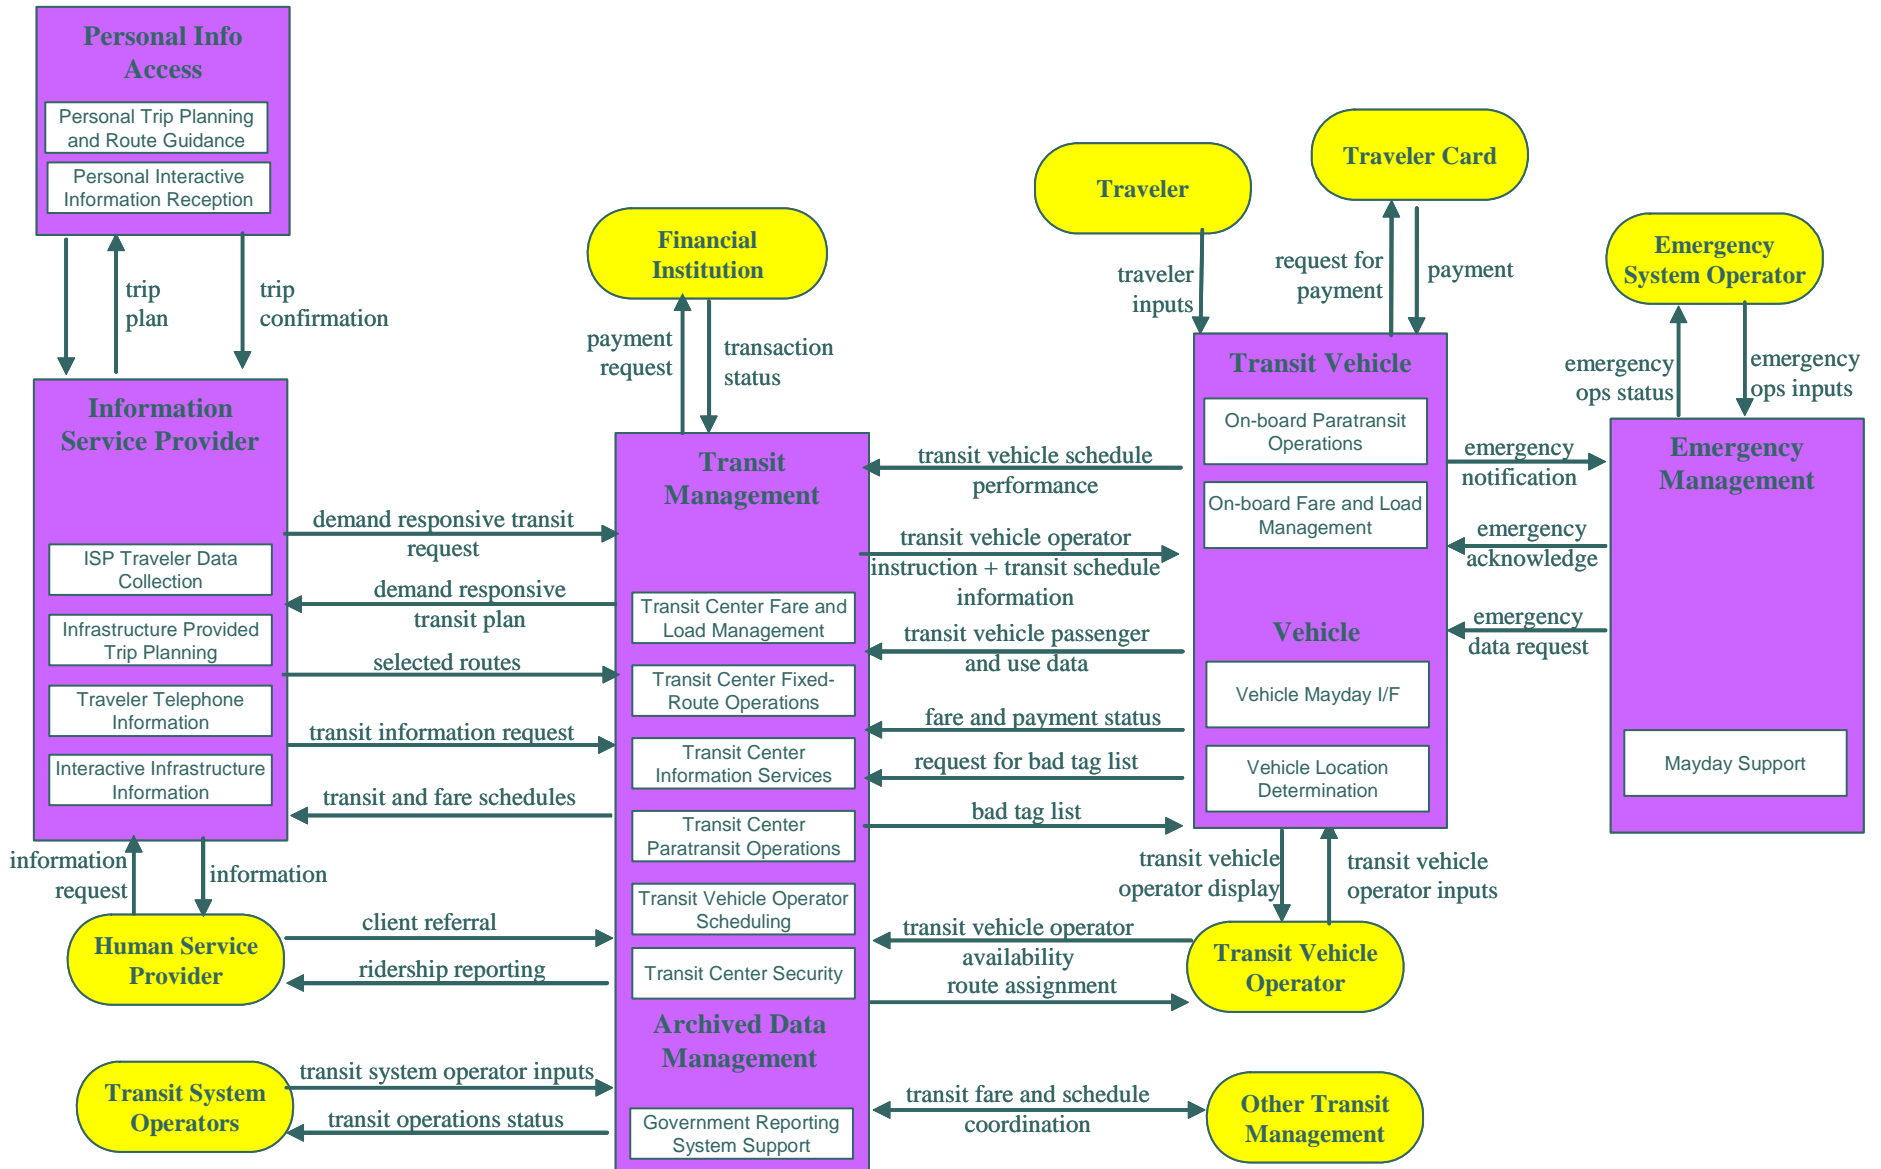 Personal Info
Access
Personal Trip Planning
and Route Guidance
Personal Interactive
Information Reception
trip
plan
trip
confirmation
Information
Service Provider
ISP Traveler Data
Collection
Infrastructure Provided
Trip Planning
Traveler Telephone
Information
Interactive Infrastructure
Information
information
request
information
Human Service
Provider
Transit System
Operators
Financial
Institution
payment
request
transaction
status
demand responsive transit
request
demand responsive
transit plan
selected routes
transit information request
transit and fare schedules
client referral
ridership reporting
transit system operator inputs
transit operations status
Transit
Management
Transit Center Fare and
Load Management
Transit Center Fixed-
Route Operations
Transit Center
Information Services
Transit Center
Paratransit Operations
Transit Vehicle Operator
Scheduling
Transit Center Security
Archived Data
Management
Government Reporting
System Support
transit vehicle schedule
performance
transit vehicle operator
instruction + transit schedule
information
transit vehicle passenger
and use data
fare and payment status
request for bad tag list
bad tag list
transit vehicle operator
availability
route assignment
transit fare and schedule
coordination
Traveler
traveler
inputs
Traveler Card
request for
payment
payment
Transit Vehicle
On-board Paratransit
Operations
On-board Fare and Load
Management
Vehicle
Vehicle Mayday I/F
Vehicle Location
Determination
transit vehicle
operator display
transit vehicle
operator inputs
Transit Vehicle
Operator
Other Transit
Management
Emergency
System Operator
emergency
ops status
emergency
ops inputs
emergency
notification
emergency
acknowledge
emergency
data request
Emergency
Management
Mayday Support